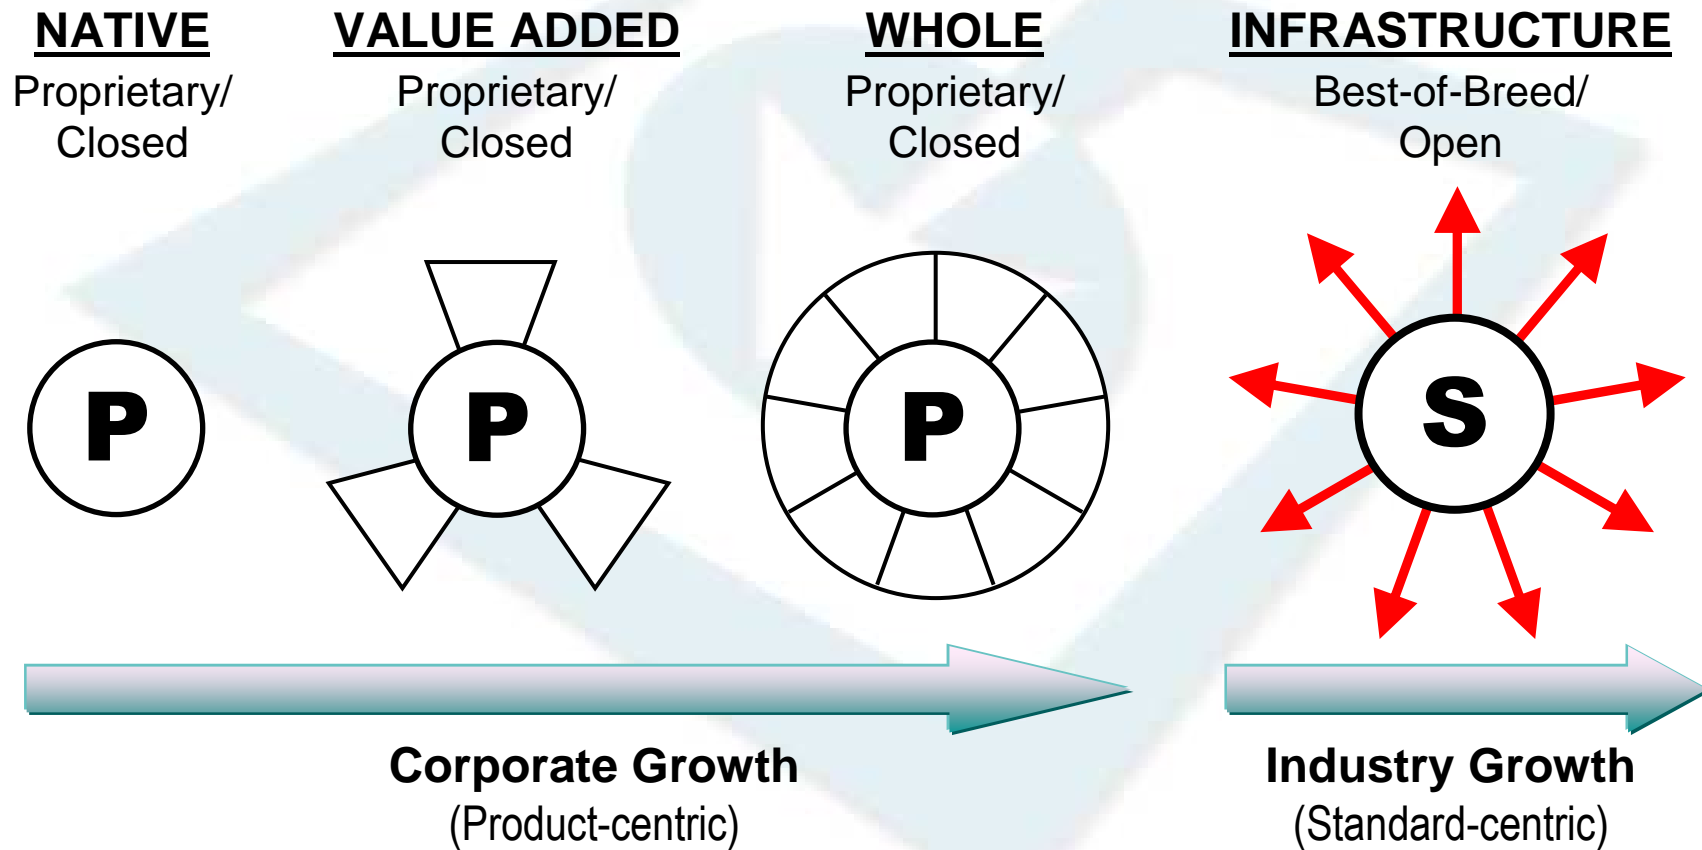 NATIVE
Proprietary/
Closed
VALUE ADDED
Proprietary/
Closed
WHOLE
Proprietary/
Closed
INFRASTRUCTURE
Best-of-Breed/
Open
P
P
P
S
Corporate Growth
(Product-centric)
Industry Growth
(Standard-centric)